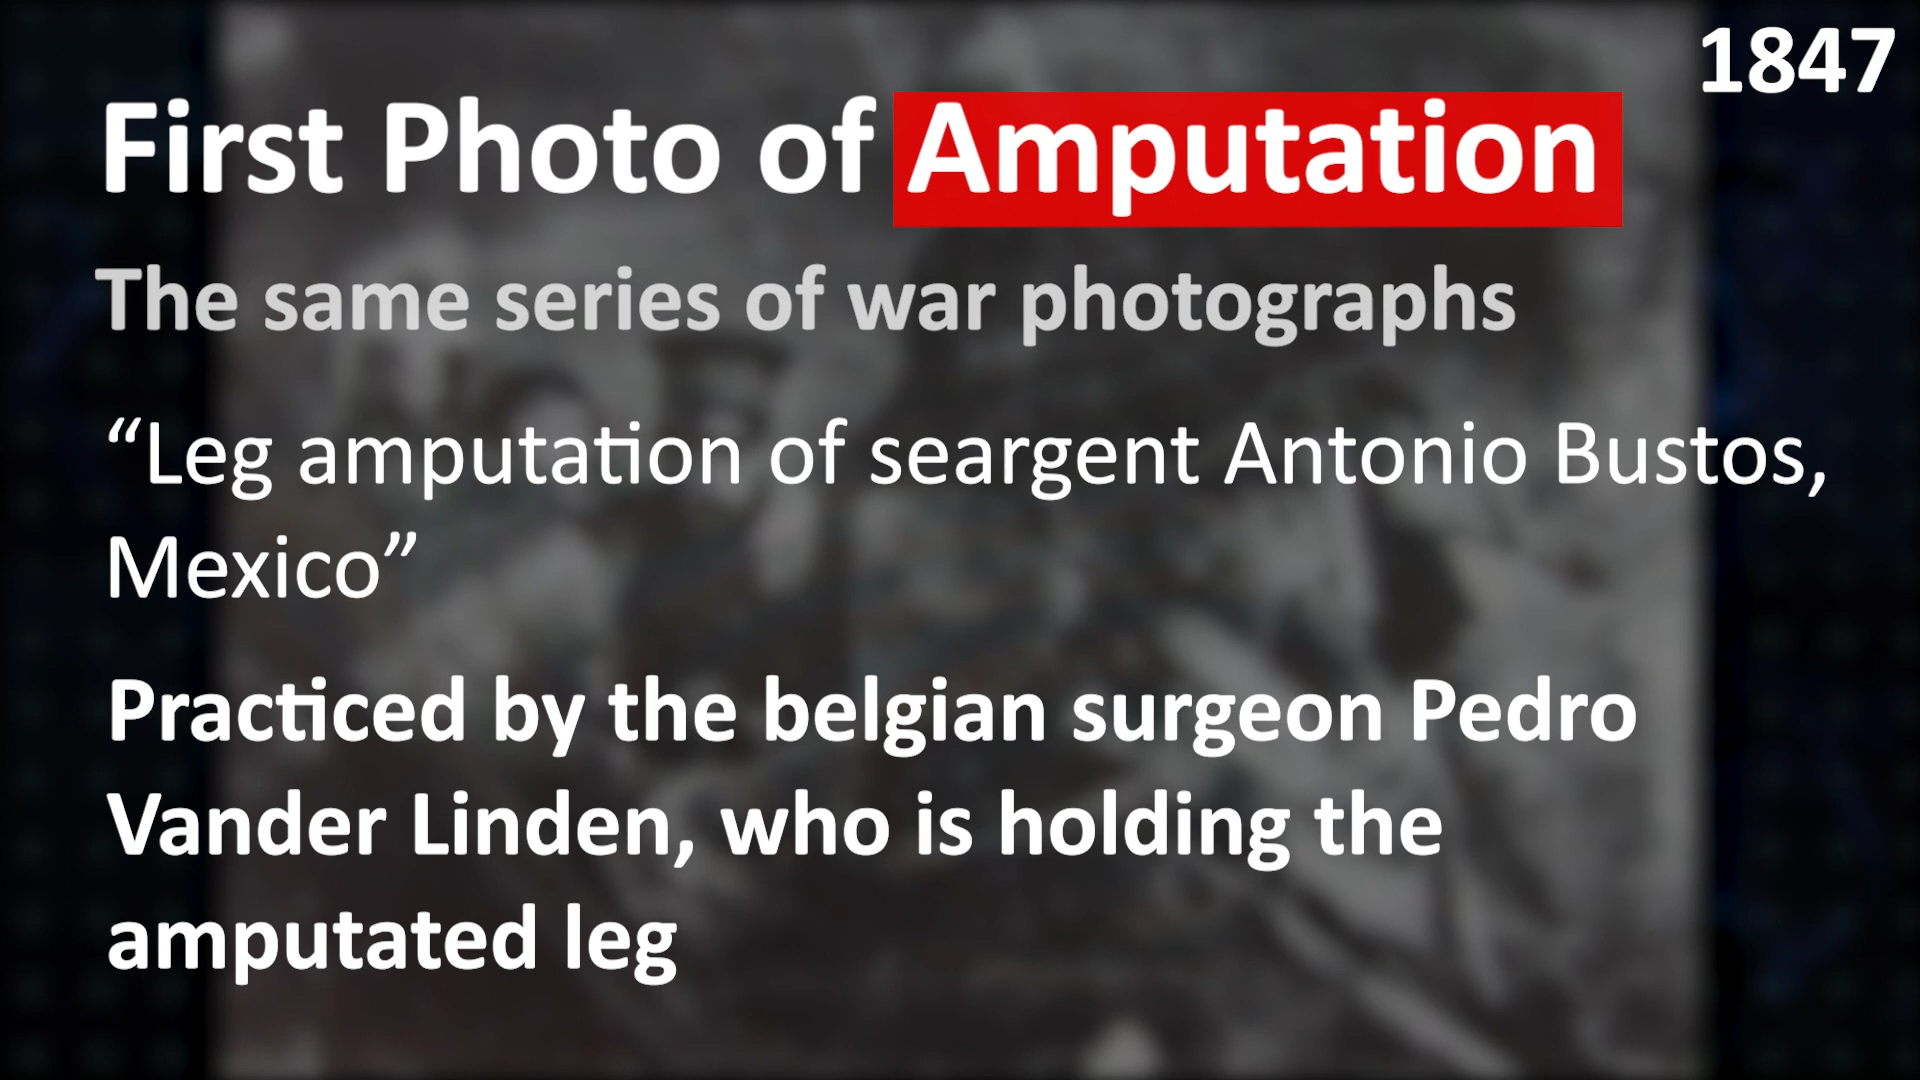 1847
First Photo of Amputation
The same series of war photographs
“Leg amputation of seargent Antonio Bustos,
Mexico”
Practiced by the belgian surgeon Pedro
Vander Linden, who is holding the
amputated leg